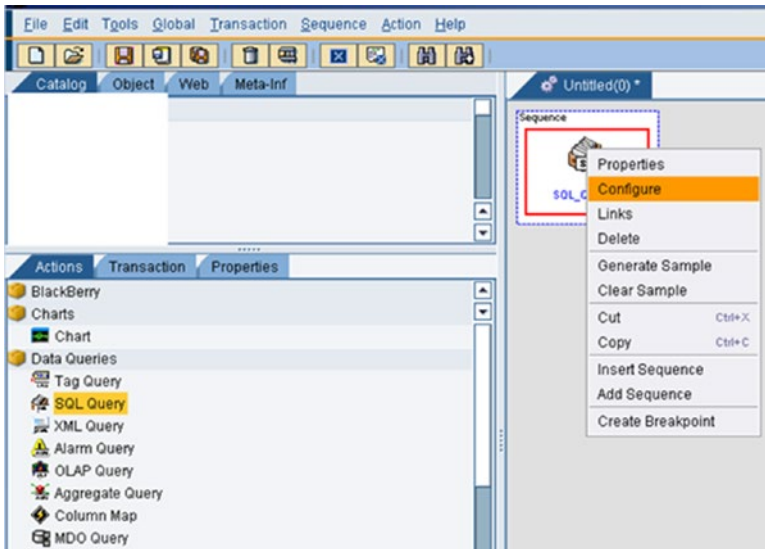 File Edit Tools Global Transaction Sequence Action Help
Catalog Object Web Meta-Inf
Untitled(0) *
Sequence
Properties
Configure
Links
Delete
Generate Sample
Clear Sample
Cut Ctrl+X
Copy Ctrl+C
Insert Sequence
Add Sequence
Create Breakpoint
Actions Transaction Properties
BlackBerry
Charts
Chart
Data Queries
Tag Query
SQL Query
XML Query
Alarm Query
OLAP Query
Aggregate Query
Column Map
MDO Query